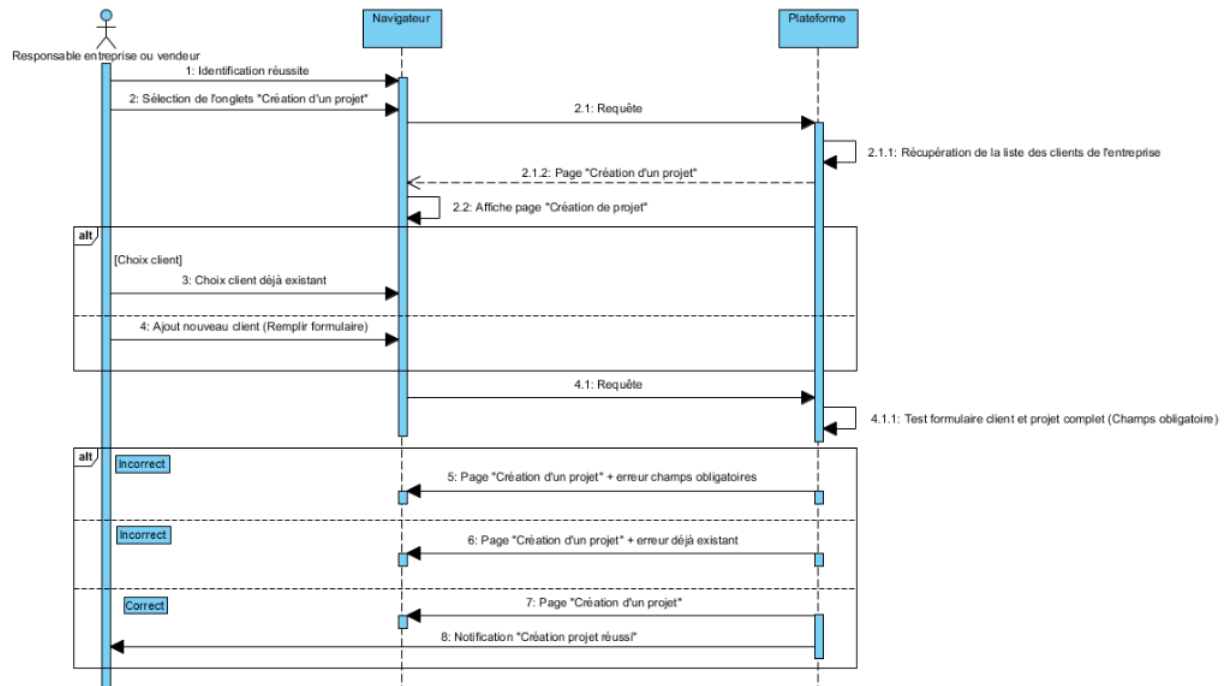 Navigateur
Plateforme
Responsable entreprise ou vendeur
1: Identification réussite
2: Sélection de l'onglets "Création d'un projet"
2.1: Requête
2.1.1: Récupération de la liste des clients de l'entreprise
2.1.2: Page "Création d'un projet"
2.2: Affiche page "Création de projet"
alt
[Choix client]
3: Choix client déjà existant
4: Ajout nouveau client (Remplir formulaire)
4.1: Requête
4.1.1: Test formulaire client et projet complet (Champs obligatoire)
alt
Incorrect
5: Page "Création d'un projet" + erreur champs obligatoires
Incorrect
6: Page "Création d'un projet" + erreur déjà existant
Correct
7: Page "Création d'un projet"
8: Notification "Création projet réussi"